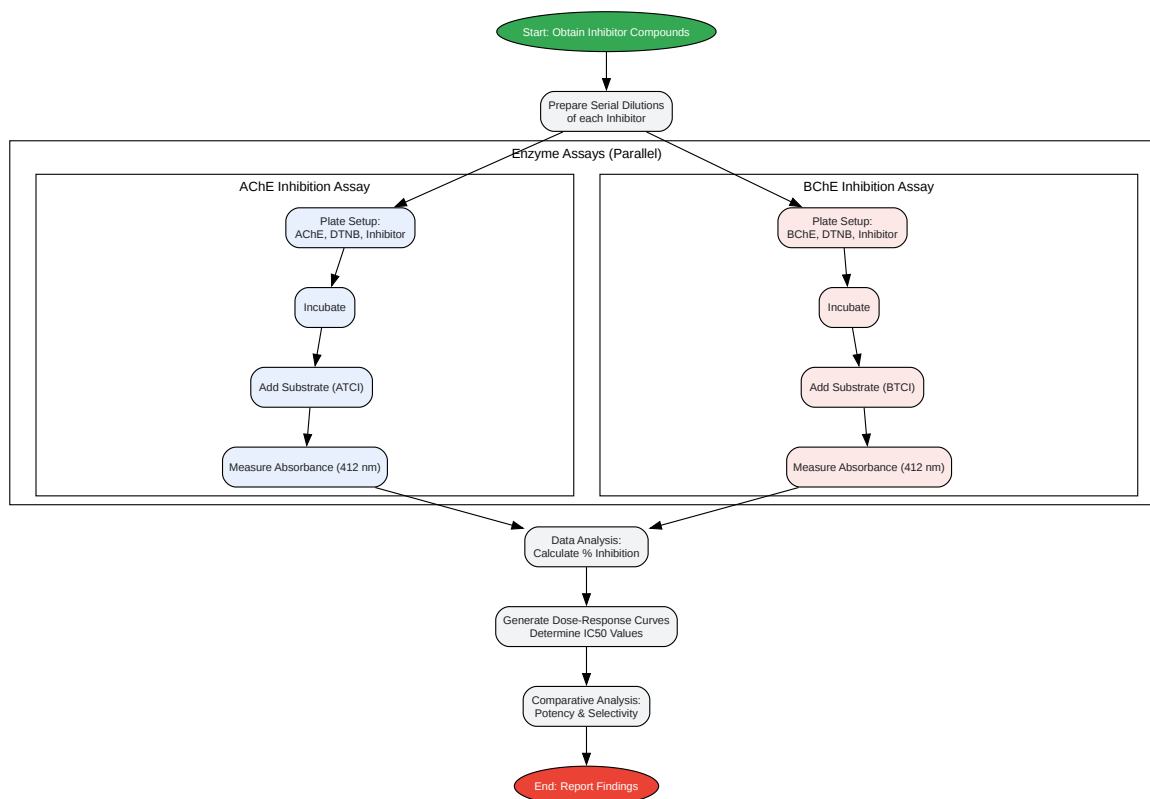 Start: Obtain Inhibitor Compounds
Prepare Serial Dilutions
of each Inhibitor
Enzyme Assays (Parallel)
AChE Inhibition Assay
Plate Setup:
AChE, DTNB, Inhibitor
Incubate
Add Substrate (ATCI)
Measure Absorbance (412 nm)
BChE Inhibition Assay
Plate Setup:
BChE, DTNB, Inhibitor
Incubate
Add Substrate (BTCI)
Measure Absorbance (412 nm)
Data Analysis:
Calculate % Inhibition
Generate Dose-Response Curves
Determine IC50 Values
Comparative Analysis:
Potency & Selectivity
End: Report Findings